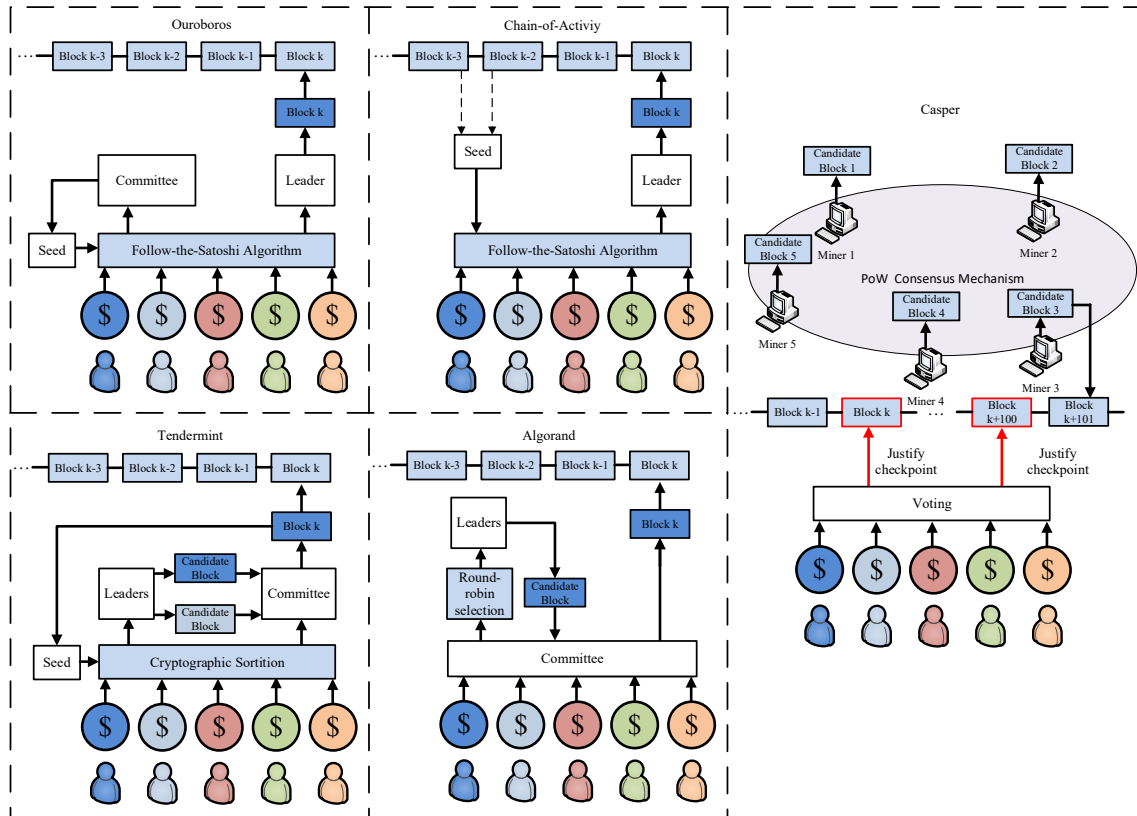 Ouroboros
... Block k-3 Block k-2 Block k-1 Block k
Block k
Committee
Leader
Seed
Follow-the-Satoshi Algorithm
$ $ $ $ $
Chain-of-Activiy
... Block k-3 Block k-2 Block k-1 Block k
Block k
Seed
Leader
Follow-the-Satoshi Algorithm
$ $ $ $ $
Casper
Candidate
Block 1
Candidate
Block 2
Miner 1
Miner 2
Candidate
Block 5
PoW Consensus Mechanism
Candidate
Block 4
Candidate
Block 3
Miner 5
Miner 3
Miner 4
... Block k-1 Block k ... Block
k+100
Block
k+101
Justify
checkpoint
Justify
checkpoint
Voting
$ $ $ $ $
Tendermint
... Block k-3 Block k-2 Block k-1 Block k
Block k
Leaders
Candidate
Block
Candidate
Block
Committee
Seed
Cryptographic Sortition
$ $ $ $ $
Algorand
... Block k-3 Block k-2 Block k-1 Block k
Leaders
Block k
Round-
robin
selection
Candidate
Block
Committee
$ $ $ $ $